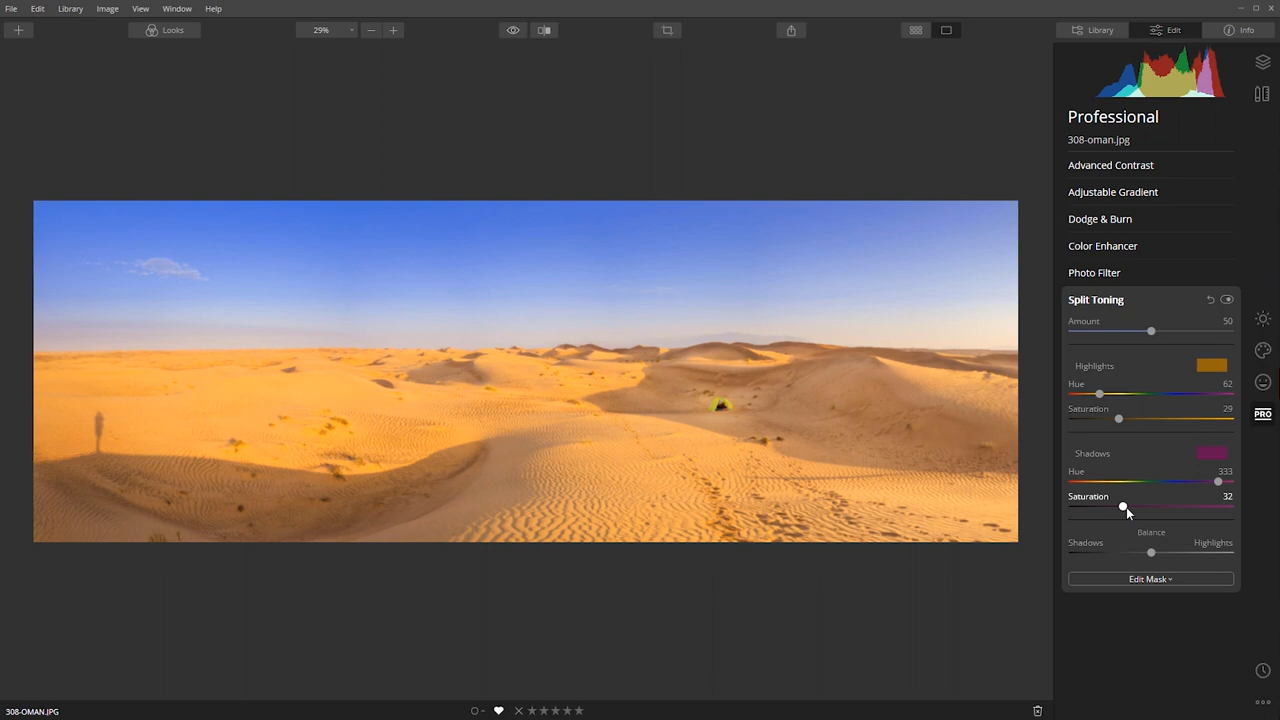 File Edit Library Image View Window Help
Looks 29% Library Edit Info
Professional
308-oman.jpg
Advanced Contrast
Adjustable Gradient
Dodge & Burn
Color Enhancer
Photo Filter
Split Toning
Amount 50
Highlights
Hue 62
Saturation 29
Shadows
Hue 333
Saturation 32
Balance
Shadows Highlights
Edit Mask
PRO
308-OMAN.JPG